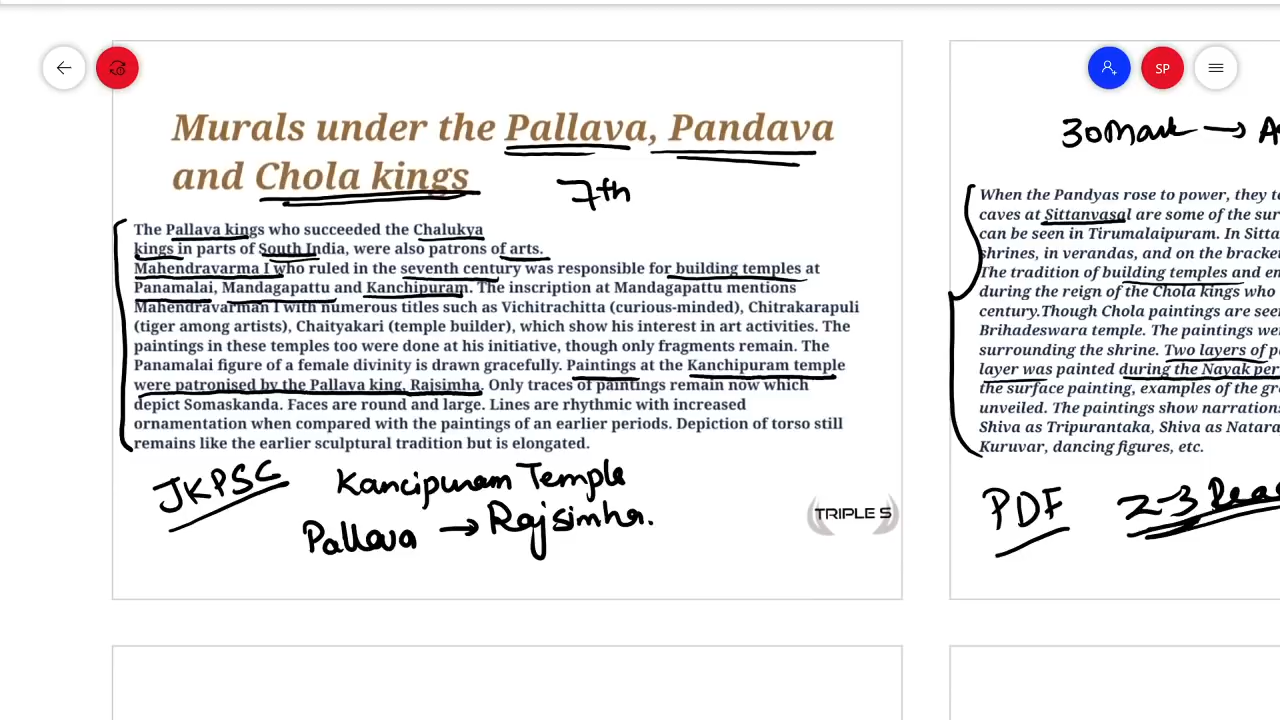 SP
Murals under the Pallava, Pandava
and Chola kings
7th
The Pallava kings who succeeded the Chalukya
kings in parts of South India, were also patrons of arts.
Mahendravarma I who ruled in the seventh century was responsible for building temples at
Panamalai, Mandagapattu and Kanchipuram. The inscription at Mandagapattu mentions
Mahendravarman I with numerous titles such as Vichitrachitta (curious-minded), Chitrakarapuli
(tiger among artists), Chaityakari (temple builder), which show his interest in art activities. The
paintings in these temples too were done at his initiative, though only fragments remain. The
Panamalai figure of a female divinity is drawn gracefully. Paintings at the Kanchipuram temple
were patronised by the Pallava king, Rajsimha. Only traces of paintings remain now which
depict Somaskanda. Faces are round and large. Lines are rhythmic with increased
ornamentation when compared with the paintings of an earlier periods. Depiction of torso still
remains like the earlier sculptural tradition but is elongated.
JKPSC
Kancipuram Temple
Pallava → Rajsimha.
TRIPLE S
30 Mark →
When the Pandyas rose to power, they
caves at Sittanvasal are some of the
can be seen in Tirumalaipuram. In
shrines, in verandas, and on the
The tradition of building temples and
during the reign of the Chola kings who
century.Though Chola paintings are
Brihadeswara temple. The paintings
surrounding the shrine. Two layers of
layer was painted during the Nayak
the surface painting, examples of the
unveiled. The paintings show
Shiva as Tripurantaka, Shiva as
Kuruvar, dancing figures, etc.
PDF 2-3